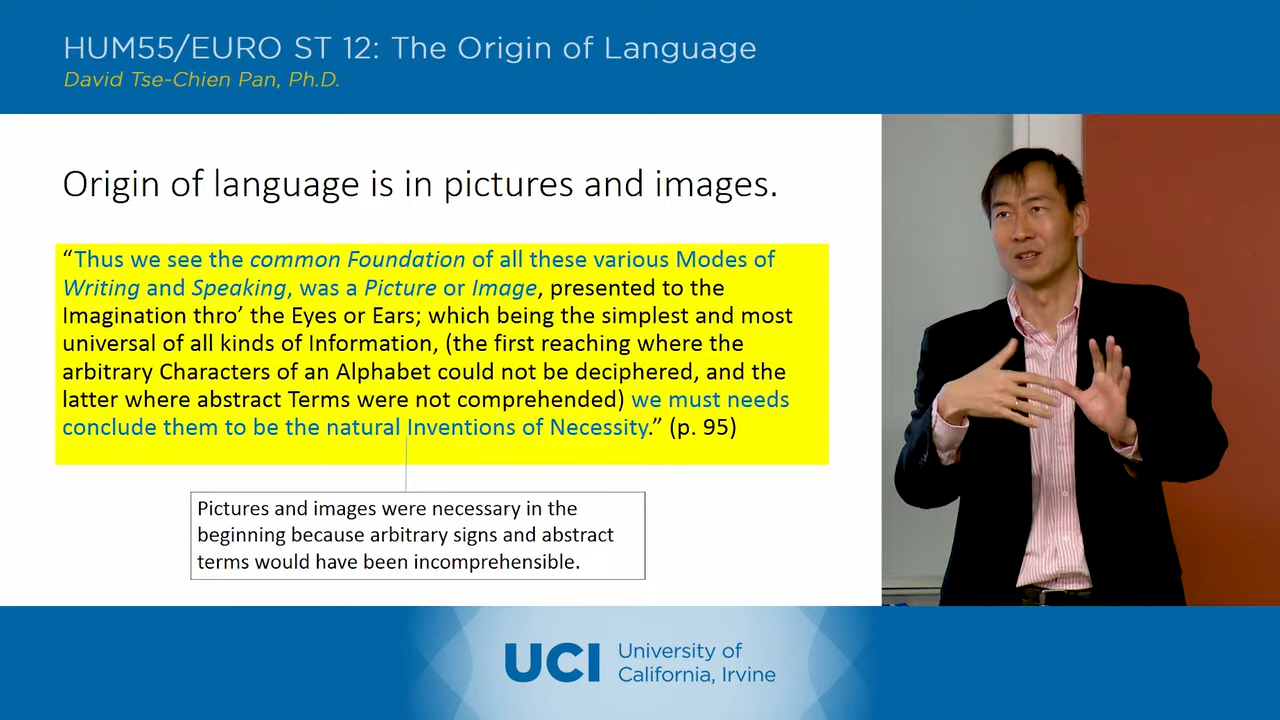 HUM55/EURO ST 12: The Origin of Language
David Tse-Chien Pan, Ph.D.
Origin of language is in pictures and images.
“Thus we see the common Foundation of all these various Modes of
Writing and Speaking, was a Picture or Image, presented to the
Imagination thro’ the Eyes or Ears; which being the simplest and most
universal of all kinds of Information, (the first reaching where the
arbitrary Characters of an Alphabet could not be deciphered, and the
latter where abstract Terms were not comprehended) we must needs
conclude them to be the natural Inventions of Necessity.” (p. 95)
Pictures and images were necessary in the
beginning because arbitrary signs and abstract
terms would have been incomprehensible.
UCI University of
California, Irvine